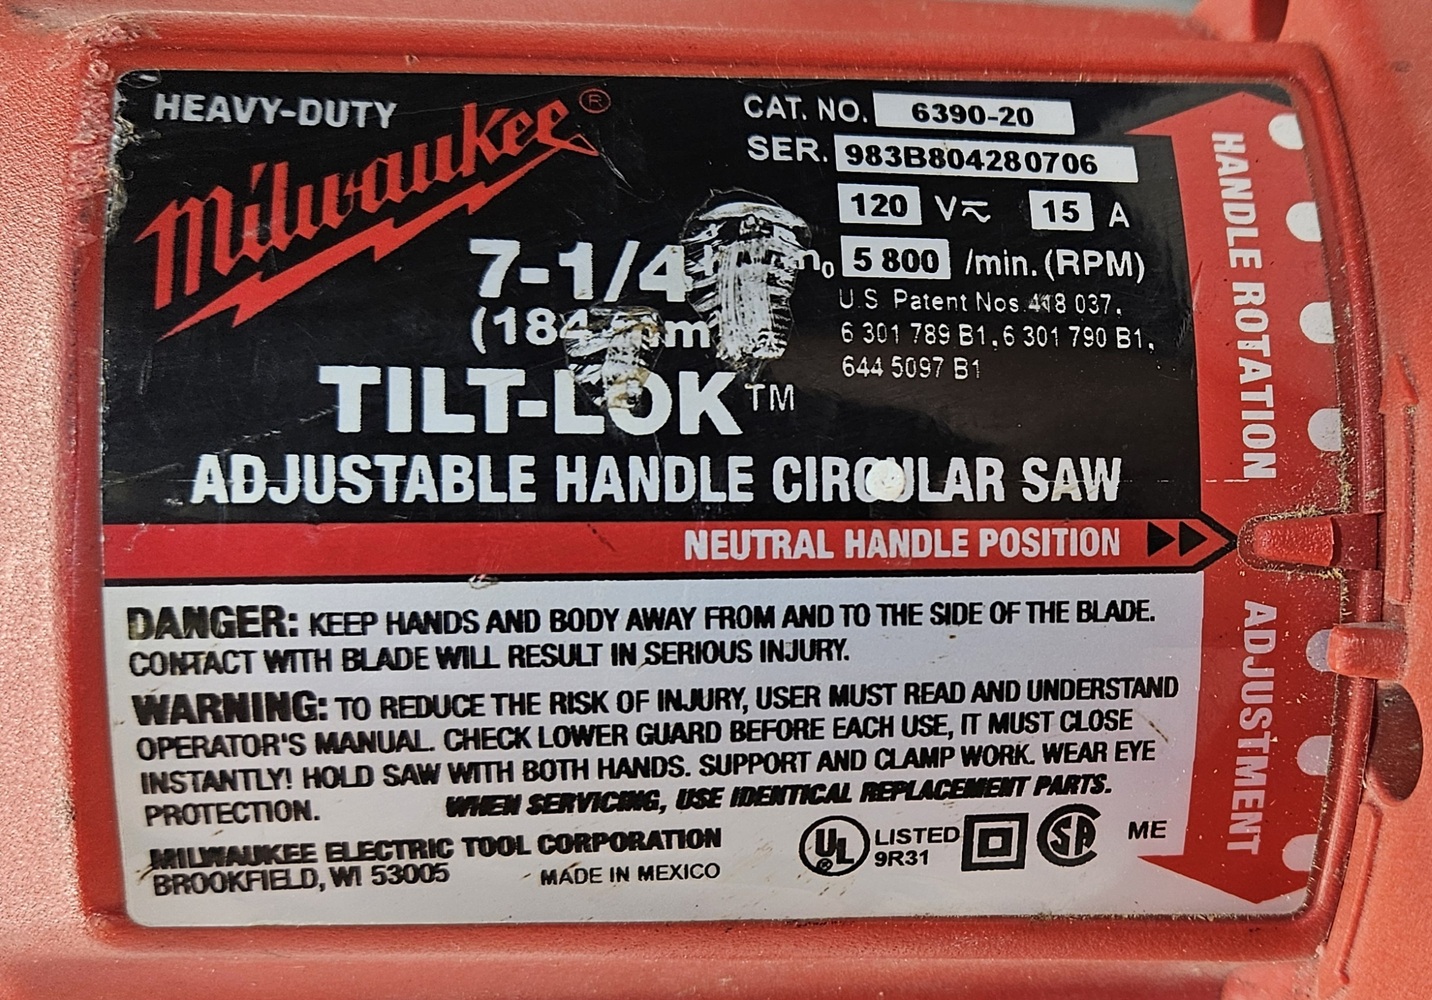 HEAVY-DUTY
Milwaukee®
CAT. NO. 6390-20
SER. 983B804280706
120 V 15 A
7-1/4
n₀ 5 800 /min. (RPM)
U.S. Patent Nos. 418 037,
6 301 789 B1, 6 301 790 B1,
644 5097 B1
TILT-LOK™
ADJUSTABLE HANDLE CIRCULAR SAW
NEUTRAL HANDLE POSITION
HANDLE ROTATION
ADJUSTMENT
DANGER: KEEP HANDS AND BODY AWAY FROM AND TO THE SIDE OF THE BLADE.
CONTACT WITH BLADE WILL RESULT IN SERIOUS INJURY.
WARNING: TO REDUCE THE RISK OF INJURY, USER MUST READ AND UNDERSTAND
OPERATOR'S MANUAL. CHECK LOWER GUARD BEFORE EACH USE, IT MUST CLOSE
INSTANTLY! HOLD SAW WITH BOTH HANDS. SUPPORT AND CLAMP WORK. WEAR EYE
PROTECTION. WHEN SERVICING, USE IDENTICAL REPLACEMENT PARTS.
MILWAUKEE ELECTRIC TOOL CORPORATION
BROOKFIELD, WI 53005 MADE IN MEXICO
UL LISTED
9R31
SA ME